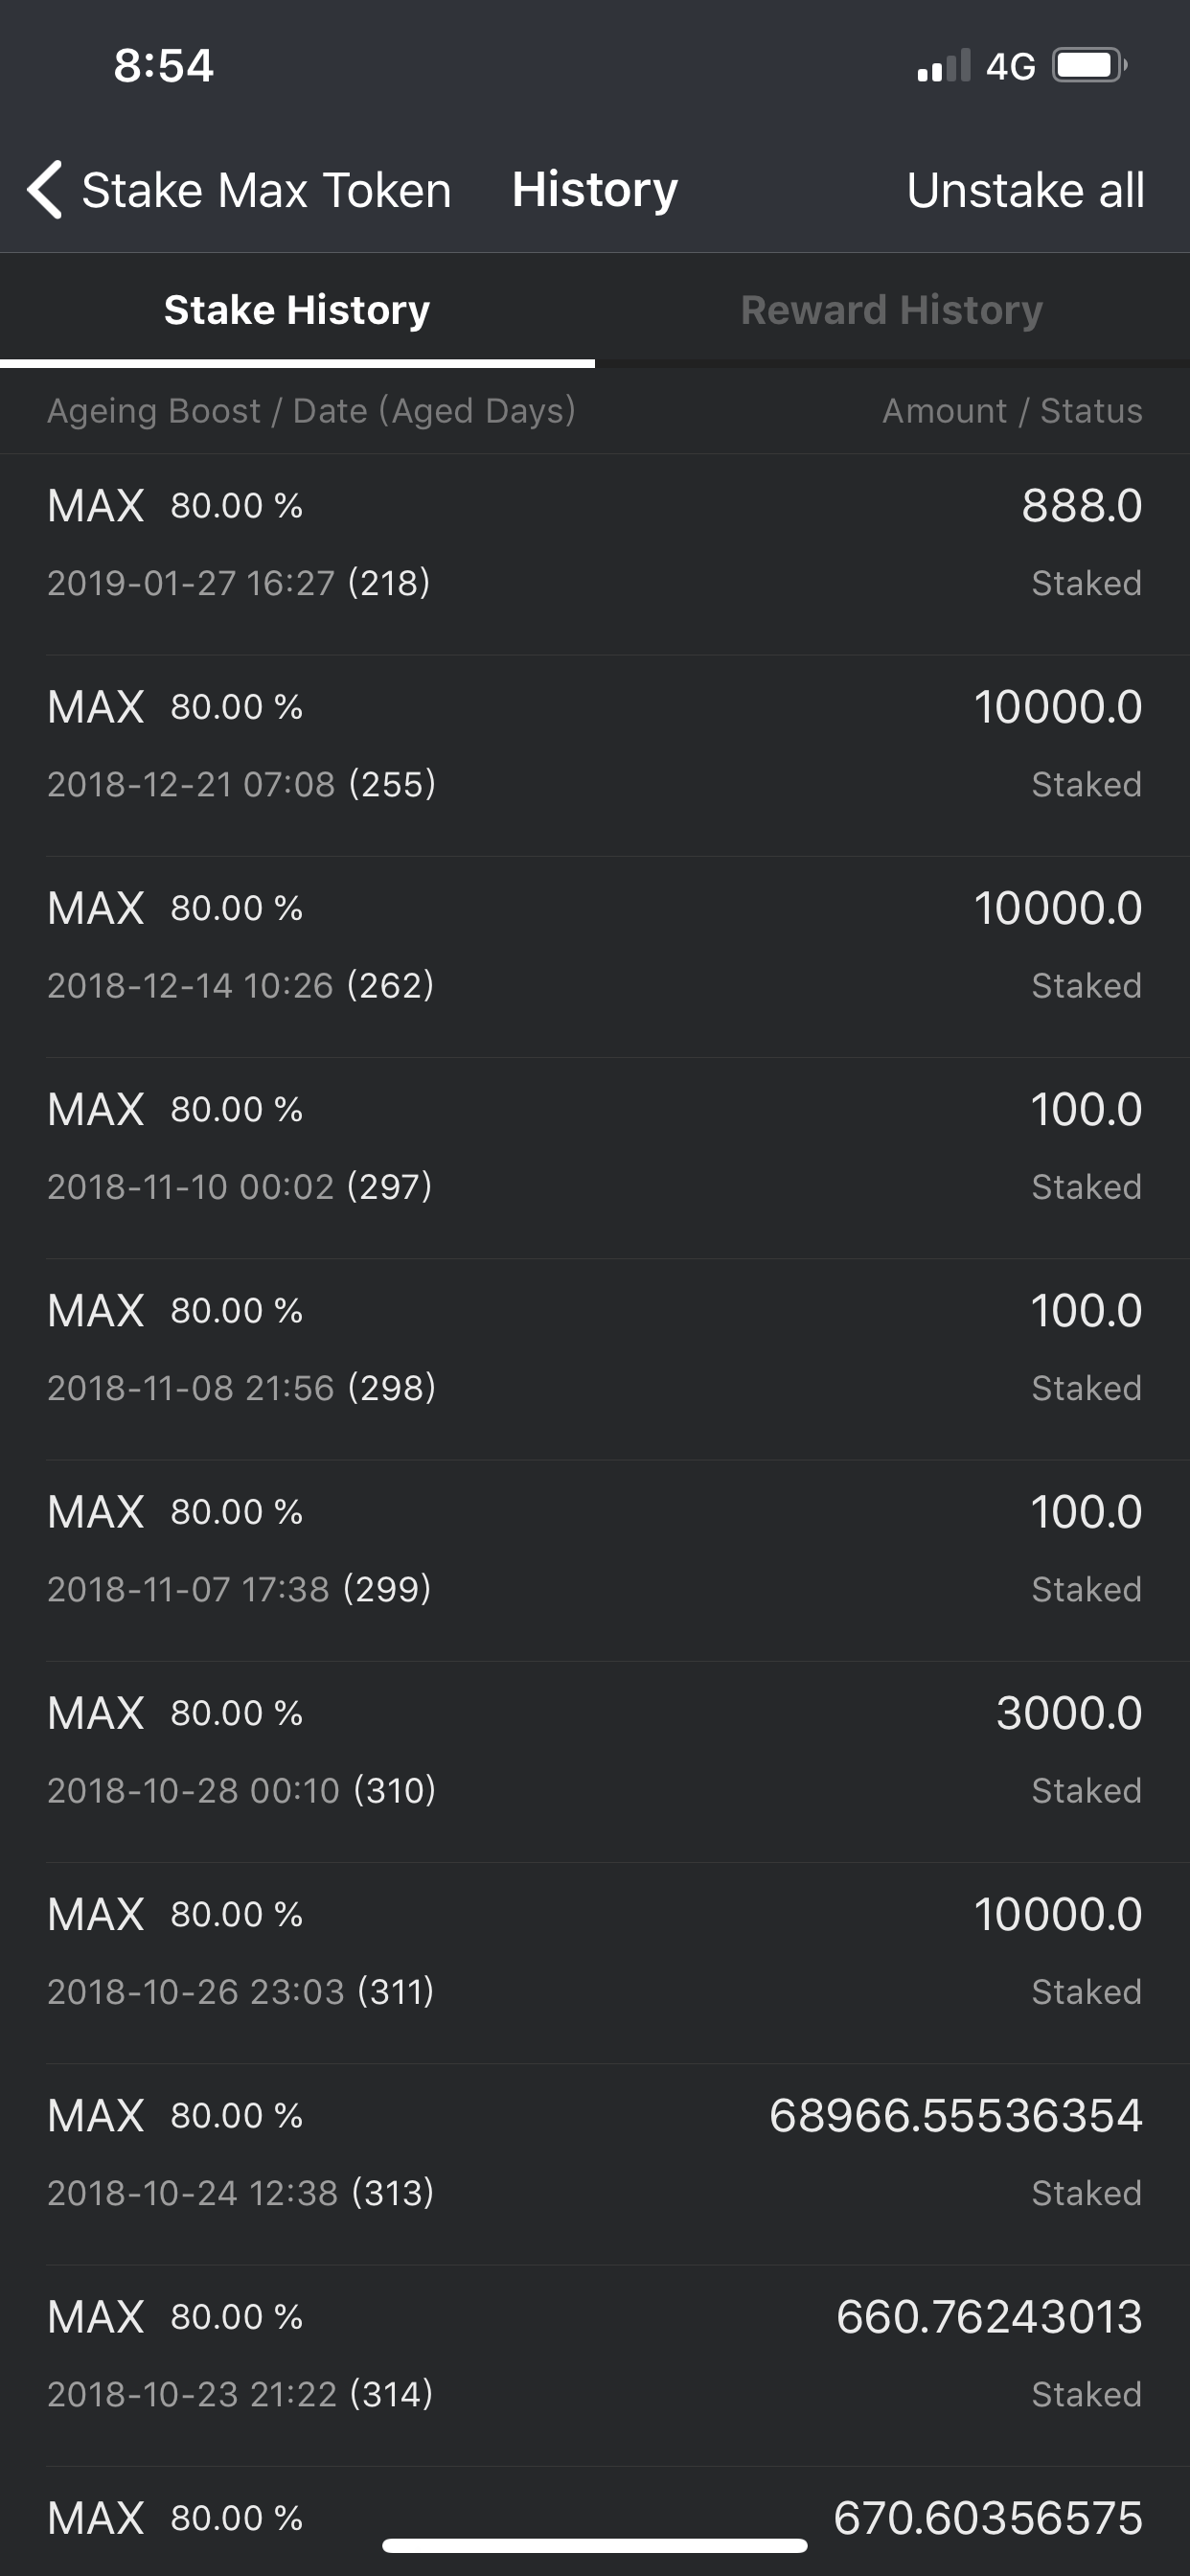 8:54 4G
Stake Max Token History Unstake all
Stake History Reward History
Ageing Boost / Date (Aged Days) Amount / Status
MAX 80.00 % 888.0
2019-01-27 16:27 (218) Staked
MAX 80.00 % 10000.0
2018-12-21 07:08 (255) Staked
MAX 80.00 % 10000.0
2018-12-14 10:26 (262) Staked
MAX 80.00 % 100.0
2018-11-10 00:02 (297) Staked
MAX 80.00 % 100.0
2018-11-08 21:56 (298) Staked
MAX 80.00 % 100.0
2018-11-07 17:38 (299) Staked
MAX 80.00 % 3000.0
2018-10-28 00:10 (310) Staked
MAX 80.00 % 10000.0
2018-10-26 23:03 (311) Staked
MAX 80.00 % 68966.55536354
2018-10-24 12:38 (313) Staked
MAX 80.00 % 660.76243013
2018-10-23 21:22 (314) Staked
MAX 80.00 % 670.60356575